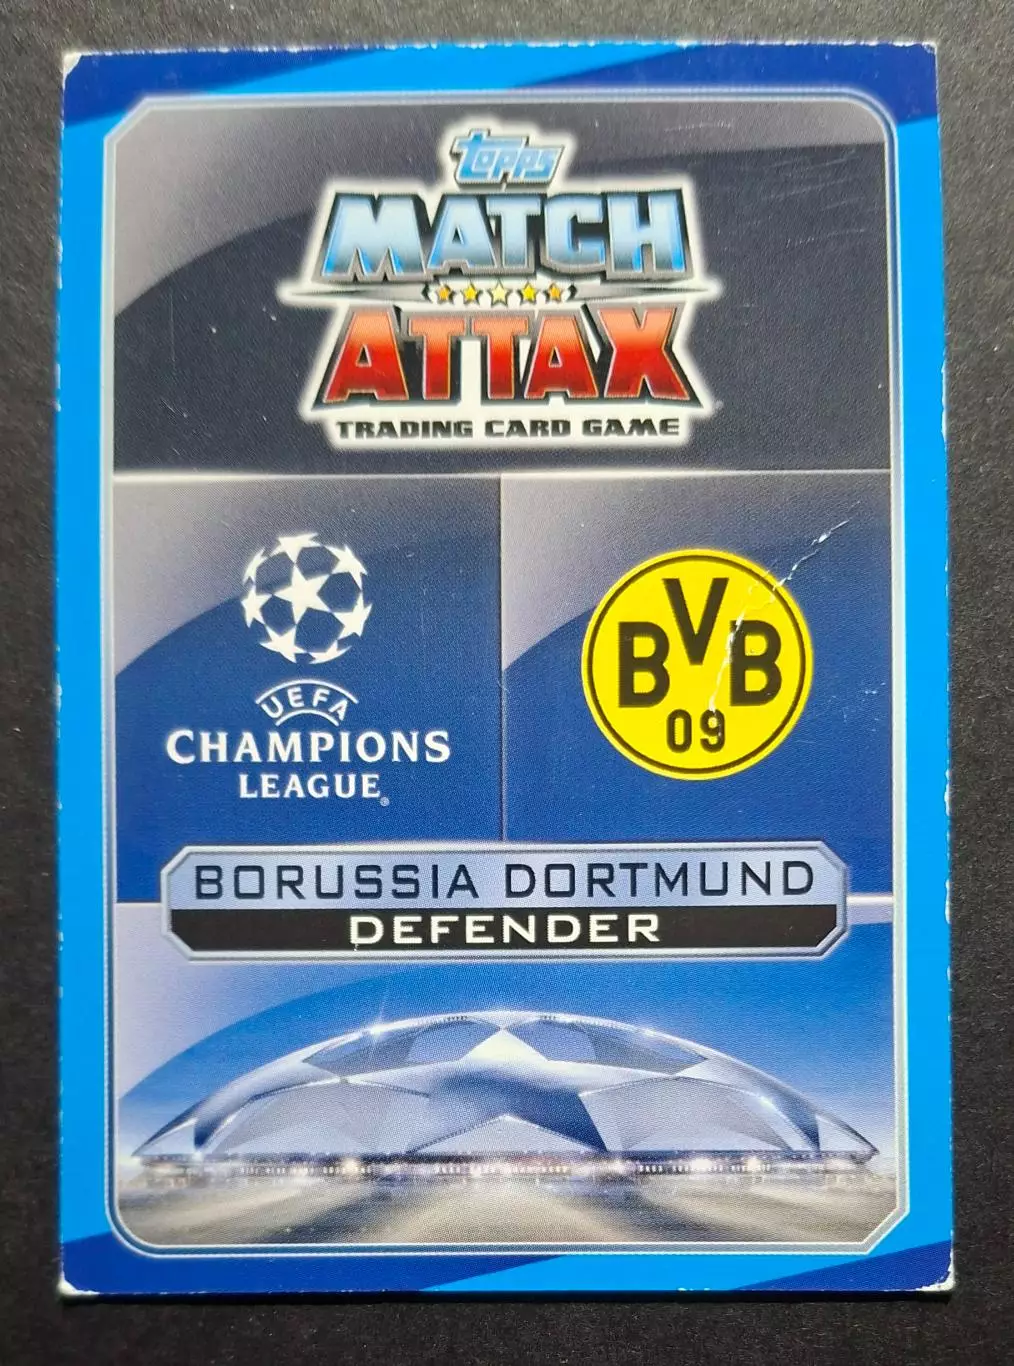 topps
MATCH
ATTAX
TRADING CARD GAME
UEFA
CHAMPIONS
LEAGUE®
BVB
09
BORUSSIA DORTMUND
DEFENDER